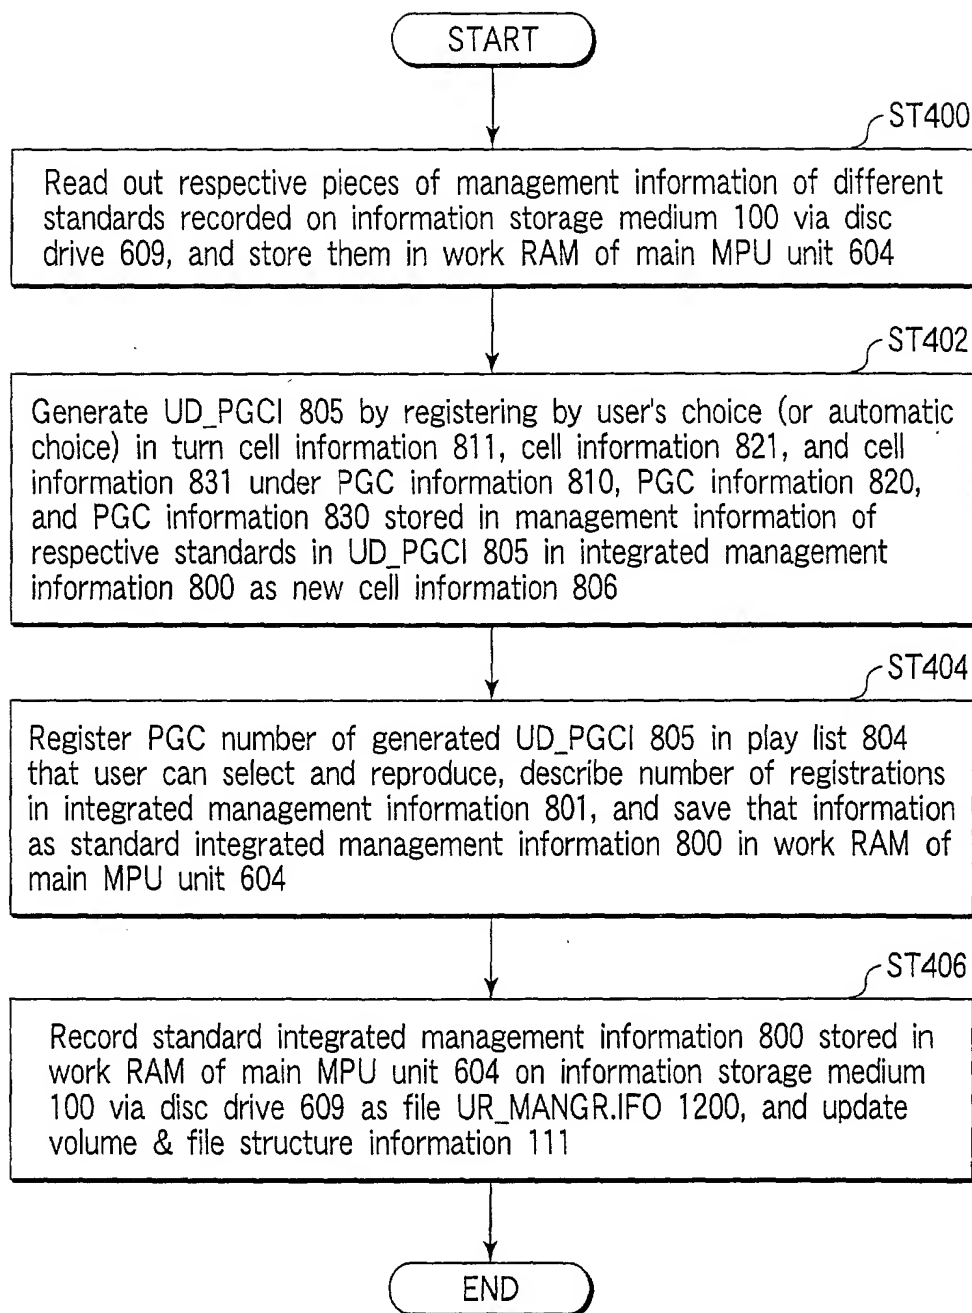 START
ST400
Read out respective pieces of management information of different
standards recorded on information storage medium 100 via disc
drive 609, and store them in work RAM of main MPU unit 604
ST402
Generate UD_PGCI 805 by registering by user's choice (or automatic
choice) in turn cell information 811, cell information 821, and cell
information 831 under PGC information 810, PGC information 820,
and PGC information 830 stored in management information of
respective standards in UD_PGCI 805 in integrated management
information 800 as new cell information 806
ST404
Register PGC number of generated UD_PGCI 805 in play list 804
that user can select and reproduce, describe number of registrations
in integrated management information 801, and save that information
as standard integrated management information 800 in work RAM of
main MPU unit 604
ST406
Record standard integrated management information 800 stored in
work RAM of main MPU unit 604 on information storage medium
100 via disc drive 609 as file UR_MANGR.IFO 1200, and update
volume & file structure information 111
END